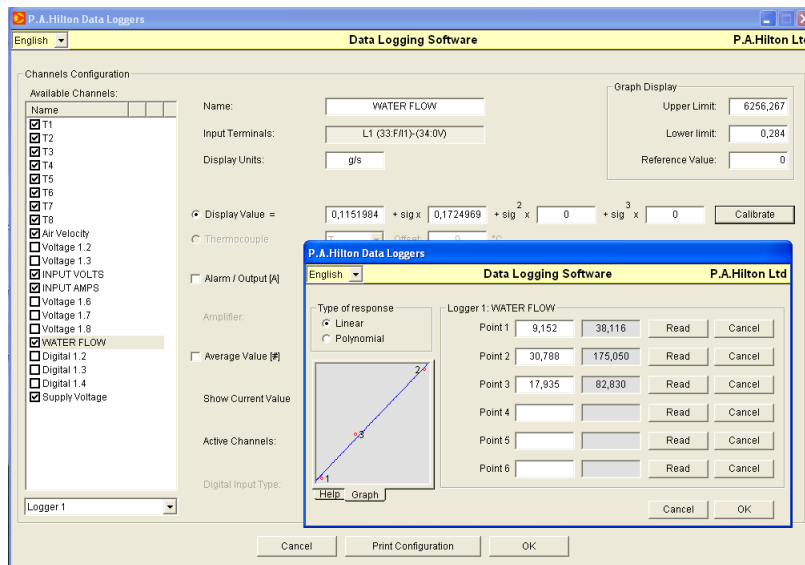 P.A.Hilton Data Loggers
English Data Logging Software P.A.Hilton Lt
Channels Configuration
Available Channels:
Name
T1
T2
T3
T4
T5
T6
T7
T8
Air Velocity
Voltage 1.2
Voltage 1.3
INPUT VOLTS
INPUT AMPS
Voltage 1.6
Voltage 1.7
Voltage 1.8
WATER FLOW
Digital 1.2
Digital 1.3
Digital 1.4
Supply Voltage
Logger 1
Name: WATER FLOW
Input Terminals: L1 (33:F/I1)-(34:0V)
Display Units: g/s
Graph Display
Upper Limit: 6256,267
Lower limit: 0,284
Reference Value: 0
Display Value = 0,1151984 + sig x 0,1724969 + sig 2 x 0 + sig 3 x 0 Calibrate
Thermocouple
Alarm / Output [A]
Amplifier:
Average Value [#]
Show Current Value
Active Channels:
Digital Input Type:
P.A.Hilton Data Loggers
English Data Logging Software P.A.Hilton Ltd
Type of response
Linear
Polynomial
2
3
1
Help Graph
Logger 1: WATER FLOW
Point 1 9,152 38,116 Read Cancel
Point 2 30,788 175,050 Read Cancel
Point 3 17,935 82,830 Read Cancel
Point 4 Read Cancel
Point 5 Read Cancel
Point 6 Read Cancel
Cancel OK
Cancel Print Configuration OK